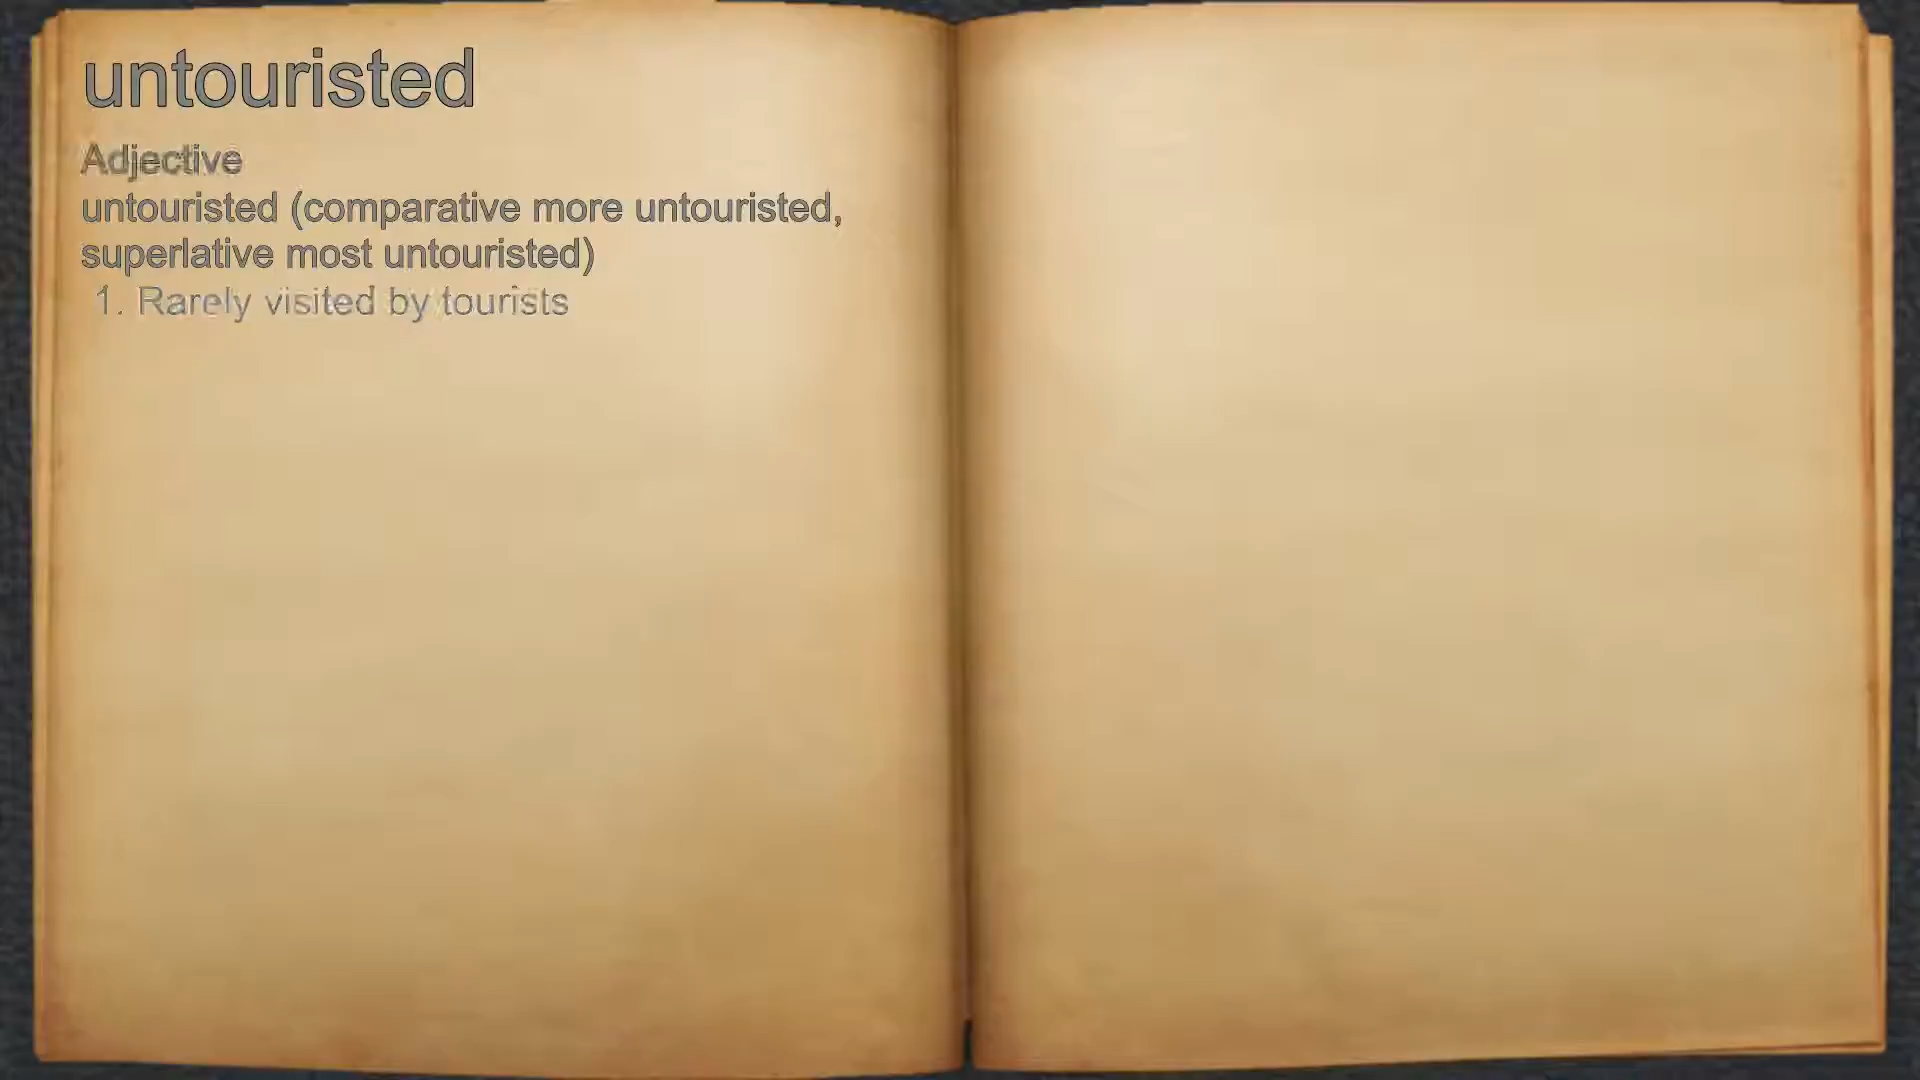 untouristed
Adjective
untouristed (comparative more untouristed,
superlative most untouristed)
1. Rarely visited by tourists